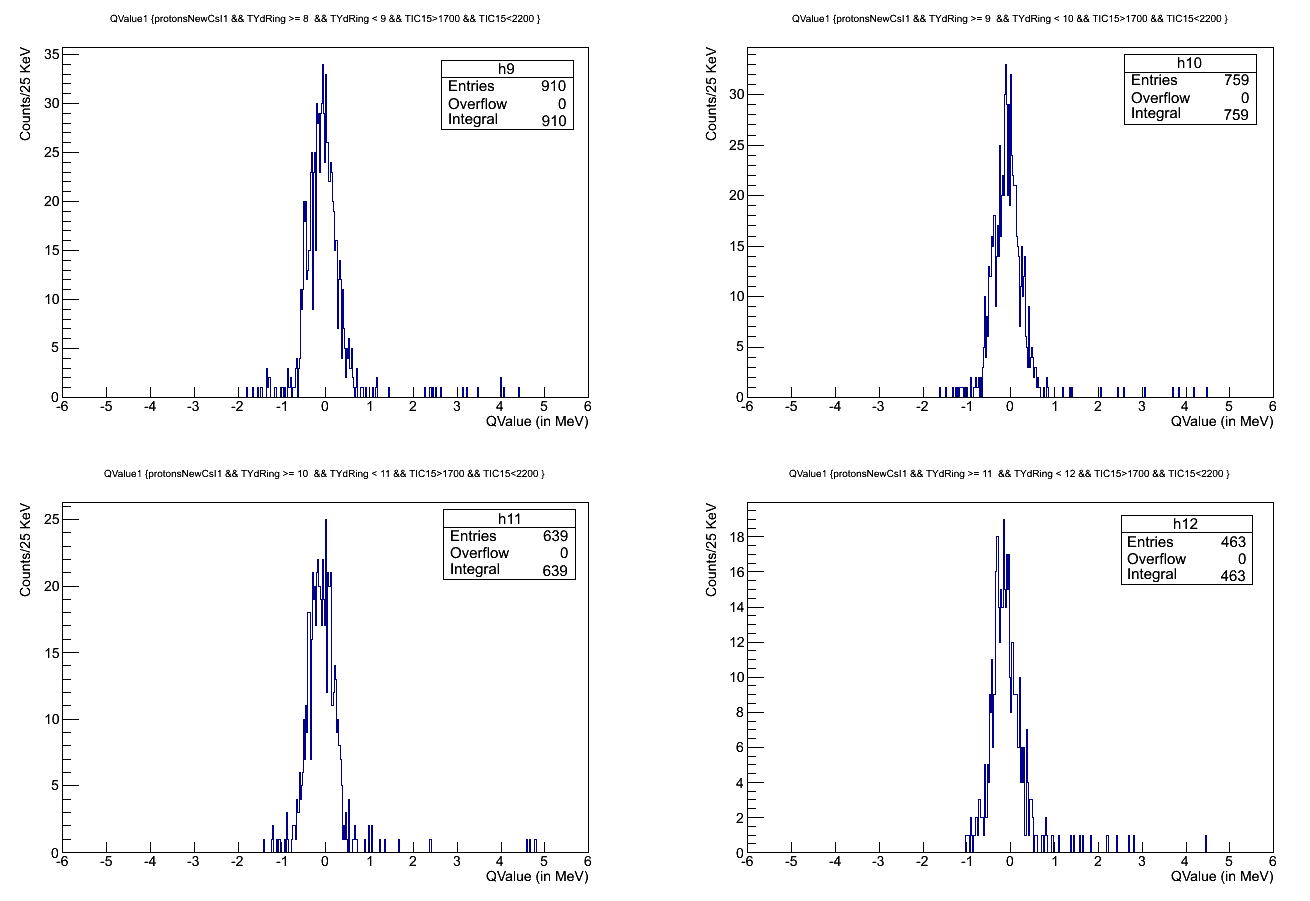 QValue1 {protonsNewCsI1 && TYdRing >= 8  && TYdRing < 9 && TIC15>1700 && TIC15<2200 }
Counts/25 KeV
35
30
25
20
15
10
5
0
h9
Entries 910
Overflow 0
Integral 910
-6 -5 -4 -3 -2 -1 0 1 2 3 4 5 6
QValue (in MeV)
QValue1 {protonsNewCsI1 && TYdRing >= 9  && TYdRing < 10 && TIC15>1700 && TIC15<2200 }
Counts/25 KeV
30
25
20
15
10
5
0
h10
Entries 759
Overflow 0
Integral 759
-6 -5 -4 -3 -2 -1 0 1 2 3 4 5 6
QValue (in MeV)
QValue1 {protonsNewCsI1 && TYdRing >= 10  && TYdRing < 11 && TIC15>1700 && TIC15<2200 }
Counts/25 KeV
25
20
15
10
5
0
h11
Entries 639
Overflow 0
Integral 639
-6 -5 -4 -3 -2 -1 0 1 2 3 4 5 6
QValue (in MeV)
QValue1 {protonsNewCsI1 && TYdRing >= 11  && TYdRing < 12 && TIC15>1700 && TIC15<2200 }
Counts/25 KeV
18
16
14
12
10
8
6
4
2
0
h12
Entries 463
Overflow 0
Integral 463
-6 -5 -4 -3 -2 -1 0 1 2 3 4 5 6
QValue (in MeV)